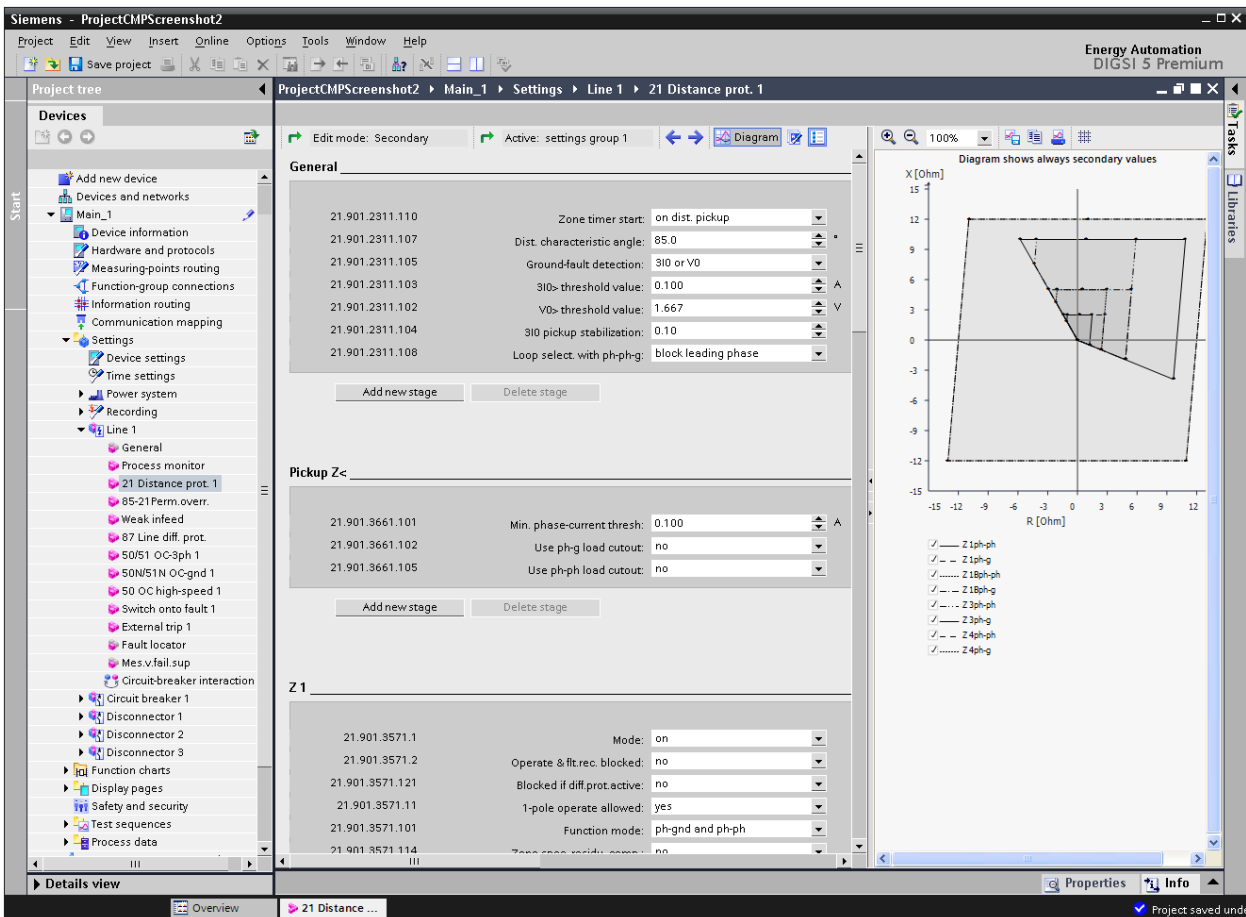 Siemens - ProjectCMPScreenshot2
Project Edit View Insert Online Options Tools Window Help
Save project
Energy Automation
DIGSI 5 Premium
Project tree
ProjectCMPScreenshot2 Main_1 Settings Line 1 21 Distance prot. 1
Devices
Start
Add new device
Devices and networks
Main_1
Device information
Hardware and protocols
Measuring-points routing
Function-group connections
Information routing
Communication mapping
Settings
Device settings
Time settings
Power system
Recording
Line 1
General
Process monitor
21 Distance prot. 1
85-21Perm.overr.
Weak infeed
87 Line diff. prot.
50/51 OC-3ph 1
50N/51N OC-gnd 1
50 OC high-speed 1
Switch onto fault 1
External trip 1
Fault locator
Mes.v.fail.sup
Circuit-breaker interaction
Circuit breaker 1
Disconnector 1
Disconnector 2
Disconnector 3
Function charts
Display pages
Safety and security
Test sequences
Process data
Details view
Edit mode: Secondary
Active: settings group 1
Diagram
General
21.901.2311.110 Zone timer start: on dist. pickup
21.901.2311.107 Dist. characteristic angle: 85.0 °
21.901.2311.105 Ground-fault detection: 3I0 or V0
21.901.2311.103 3I0> threshold value: 0.100 A
21.901.2311.102 V0> threshold value: 1.667 V
21.901.2311.104 3I0 pickup stabilization: 0.10
21.901.2311.108 Loop select. with ph-ph-g: block leading phase
Add new stage Delete stage
Pickup Z<
21.901.3661.101 Min. phase-current thresh: 0.100 A
21.901.3661.102 Use ph-g load cutout: no
21.901.3661.105 Use ph-ph load cutout: no
Add new stage Delete stage
Z 1
21.901.3571.1 Mode: on
21.901.3571.2 Operate & flt.rec. blocked: no
21.901.3571.121 Blocked if diff.prot.active: no
21.901.3571.11 1-pole operate allowed: yes
21.901.3571.101 Function mode: ph-gnd and ph-ph
21.901.3571.114 Zone-spec. residu. comp.: no
100%
Diagram shows always secondary values
X [Ohm]
15
12
9
6
3
0
-3
-6
-9
-12
-15
-15 -12 -9 -6 -3 0 3 6 9 12
R [Ohm]
Z 1ph-ph
Z 1ph-g
Z 1Bph-ph
Z 1Bph-g
Z 3ph-ph
Z 3ph-g
Z 4ph-ph
Z 4ph-g
Tasks
Libraries
Properties Info
Overview
21 Distance ...
Project saved unde